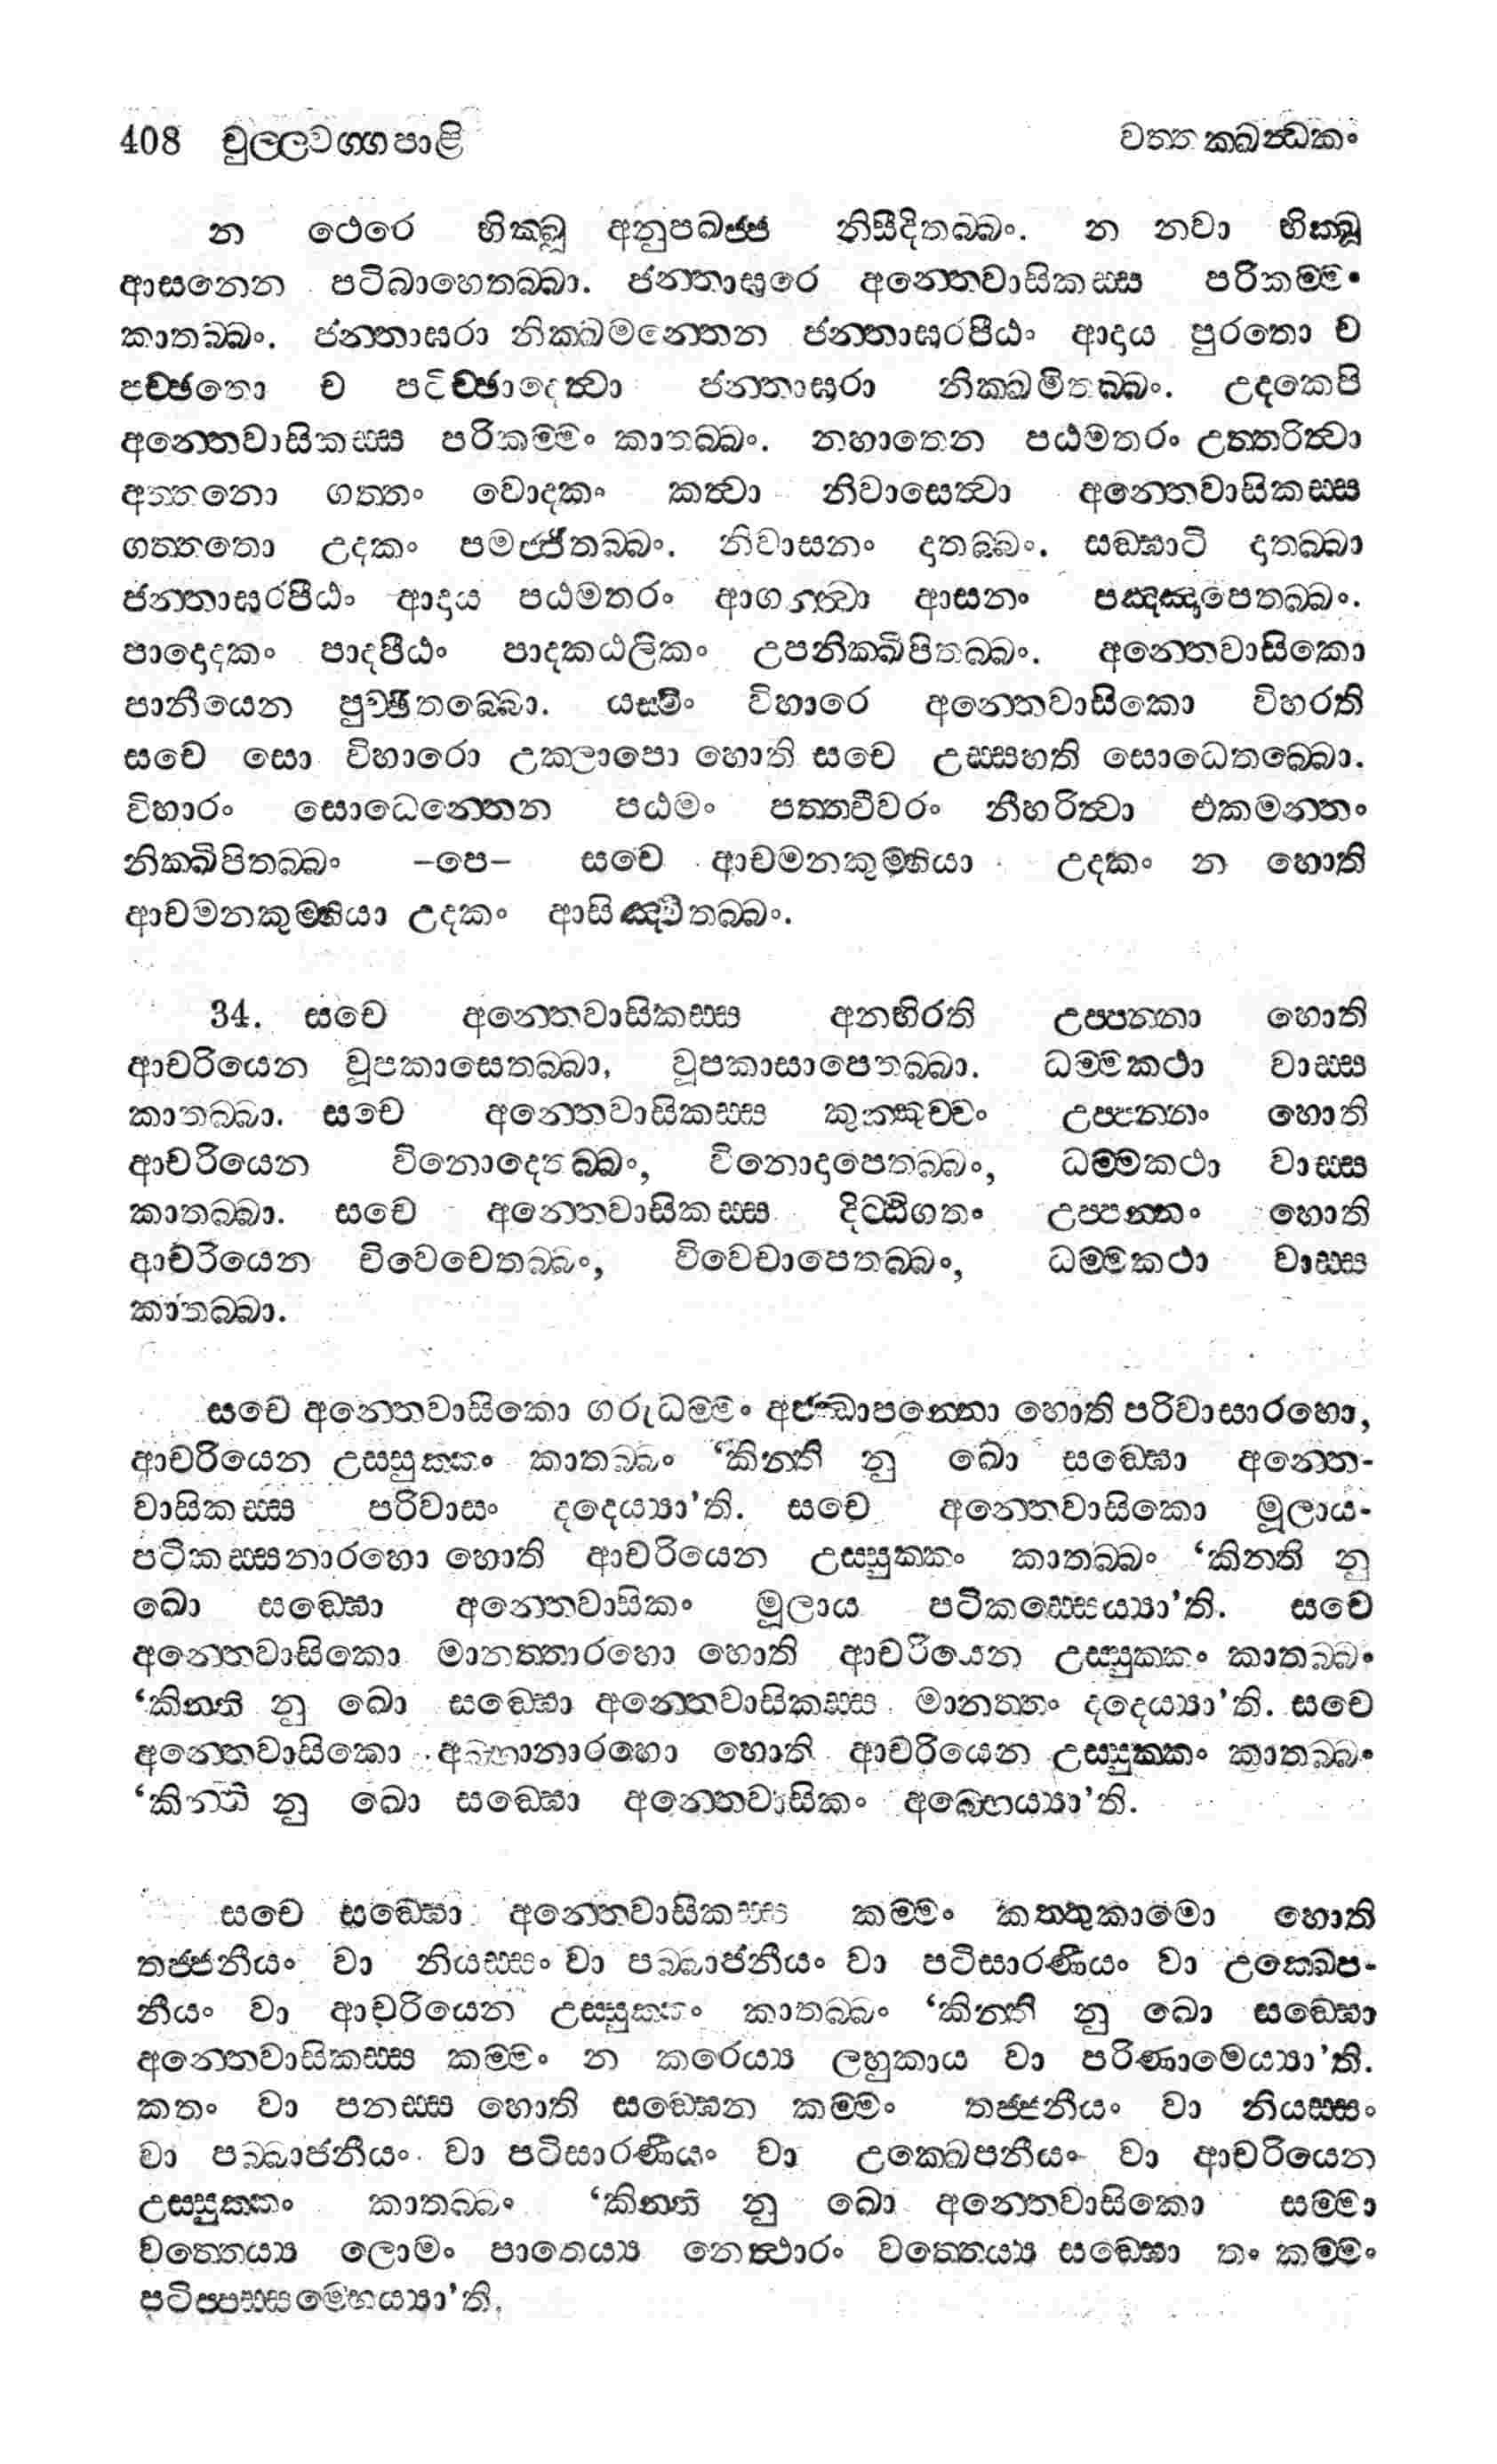 408 චුල්ලවග්ගපාළි වත්තක්ඛන්ධකං
න ථෙරෙ භික්ඛූ අනුපඛජ්ජ නිසීදිතබ්බං. න නවා භික්ඛූ
ආසනෙන පටිබාහෙතබ්බා. ජන්තාඝරෙ අන්තෙවාසිකස්ස පරිකම්මං
කාතබ්බං. ජන්තාඝරා නික්ඛමන්තෙන ජන්තාඝරපීඨං ආදාය පුරතො ච
පච්ඡතො ච පටිච්ඡාදෙත්වා ජන්තාඝරා නික්ඛමිතබ්බං. උදකෙපි
අන්තෙවාසිකස්ස පරිකම්මං කාතබ්බං. නහාතෙන පඨමතරං උත්තරිත්වා
අත්තනො ගත්තං වොදකං කත්වා නිවාසෙත්වා අන්තෙවාසිකස්ස
ගත්තතො උදකං පමජ්ජිතබ්බං. නිවාසනං දාතබ්බං. සඞ්ඝාටි දාතබ්බා
ජන්තාඝරපීඨං ආදාය පඨමතරං ආගන්ත්වා ආසනං පඤ්ඤාපෙතබ්බං.
පාදොදකං පාදපීඨං පාදකඨලිකං උපනික්ඛිපිතබ්බං. අන්තෙවාසිකො
පානීයෙන පුච්ඡිතබ්බො. යස්මිං විහාරෙ අන්තෙවාසිකො විහරති
සචෙ සො විහාරො උක්ලාපො හොති සචෙ උස්සහති සොධෙතබ්බො.
විහාරං සොධෙන්තෙන පඨමං පත්තචීවරං නීහරිත්වා එකමන්තං
නික්ඛිපිතබ්බං –පෙ– සචෙ ආචමනකුම්භියා උදකං න හොති
ආචමනකුම්භියා උදකං ආසිඤ්චිතබ්බං.
34. සචෙ අන්තෙවාසිකස්ස අනභිරති උප්පන්නා හොති
ආචරියෙන වූපකාසෙතබ්බා, වූපකාසාපෙතබ්බා. ධම්මකථා වාස්ස
කාතබ්බා. සචෙ අන්තෙවාසිකස්ස කුක්කුච්චං උප්පන්නං හොති
ආචරියෙන විනොදෙතබ්බං, විනොදාපෙතබ්බං, ධම්මකථා වාස්ස
කාතබ්බා. සචෙ අන්තෙවාසිකස්ස දිට්ඨිගතං උප්පන්නං හොති
ආචරියෙන විවෙචෙතබ්බං, විවෙචාපෙතබ්බං, ධම්මකථා වාස්ස
කාතබ්බා.
සචෙ අන්තෙවාසිකො ගරුධම්මං අජ්ඣාපන්නො හොති පරිවාසාරහො,
ආචරියෙන උස්සුක්කං කාතබ්බං ‘කින්ති නු ඛො සඞ්ඝො අන්තෙ-
වාසිකස්ස පරිවාසං දදෙය්‍යා’ති. සචෙ අන්තෙවාසිකො මූලාය-
පටිකස්සනාරහො හොති ආචරියෙන උස්සුක්කං කාතබ්බං ‘කින්ති නු
ඛො සඞ්ඝො අන්තෙවාසිකං මූලාය පටිකස්සෙය්‍යා’ති. සචෙ
අන්තෙවාසිකො මානත්තාරහො හොති ආචරියෙන උස්සුක්කං කාතබ්බං
‘කින්ති නු ඛො සඞ්ඝො අන්තෙවාසිකස්ස මානත්තං දදෙය්‍යා’ති. සචෙ
අන්තෙවාසිකො අබ්භානාරහො හොති ආචරියෙන උස්සුක්කං කාතබ්බං
‘කින්ති නු ඛො සඞ්ඝො අන්තෙවාසිකං අබ්භෙය්‍යා’ති.
සචෙ සඞ්ඝො අන්තෙවාසිකස්ස කම්මං කත්තුකාමො හොති
තජ්ජනීයං වා නියස්සං වා පබ්බාජනීයං වා පටිසාරණීයං වා උක්ඛෙප-
නීයං වා ආචරියෙන උස්සුක්කං කාතබ්බං ‘කින්ති නු ඛො සඞ්ඝො
අන්තෙවාසිකස්ස කම්මං න කරෙය්‍ය ලහුකාය වා පරිණාමෙය්‍යා’ති.
කතං වා පනස්ස හොති සඞ්ඝෙන කම්මං තජ්ජනීයං වා නියස්සං
වා පබ්බාජනීයං වා පටිසාරණීයං වා උක්ඛෙපනීයං වා ආචරියෙන
උස්සුක්කං කාතබ්බං ‘කින්ති නු ඛො අන්තෙවාසිකො සම්මා
වත්තෙය්‍ය ලොමං පාතෙය්‍ය නෙත්ථාරං වත්තෙය්‍ය සඞ්ඝො තං කම්මං
පටිප්පස්සම්භෙය්‍යා’ති.